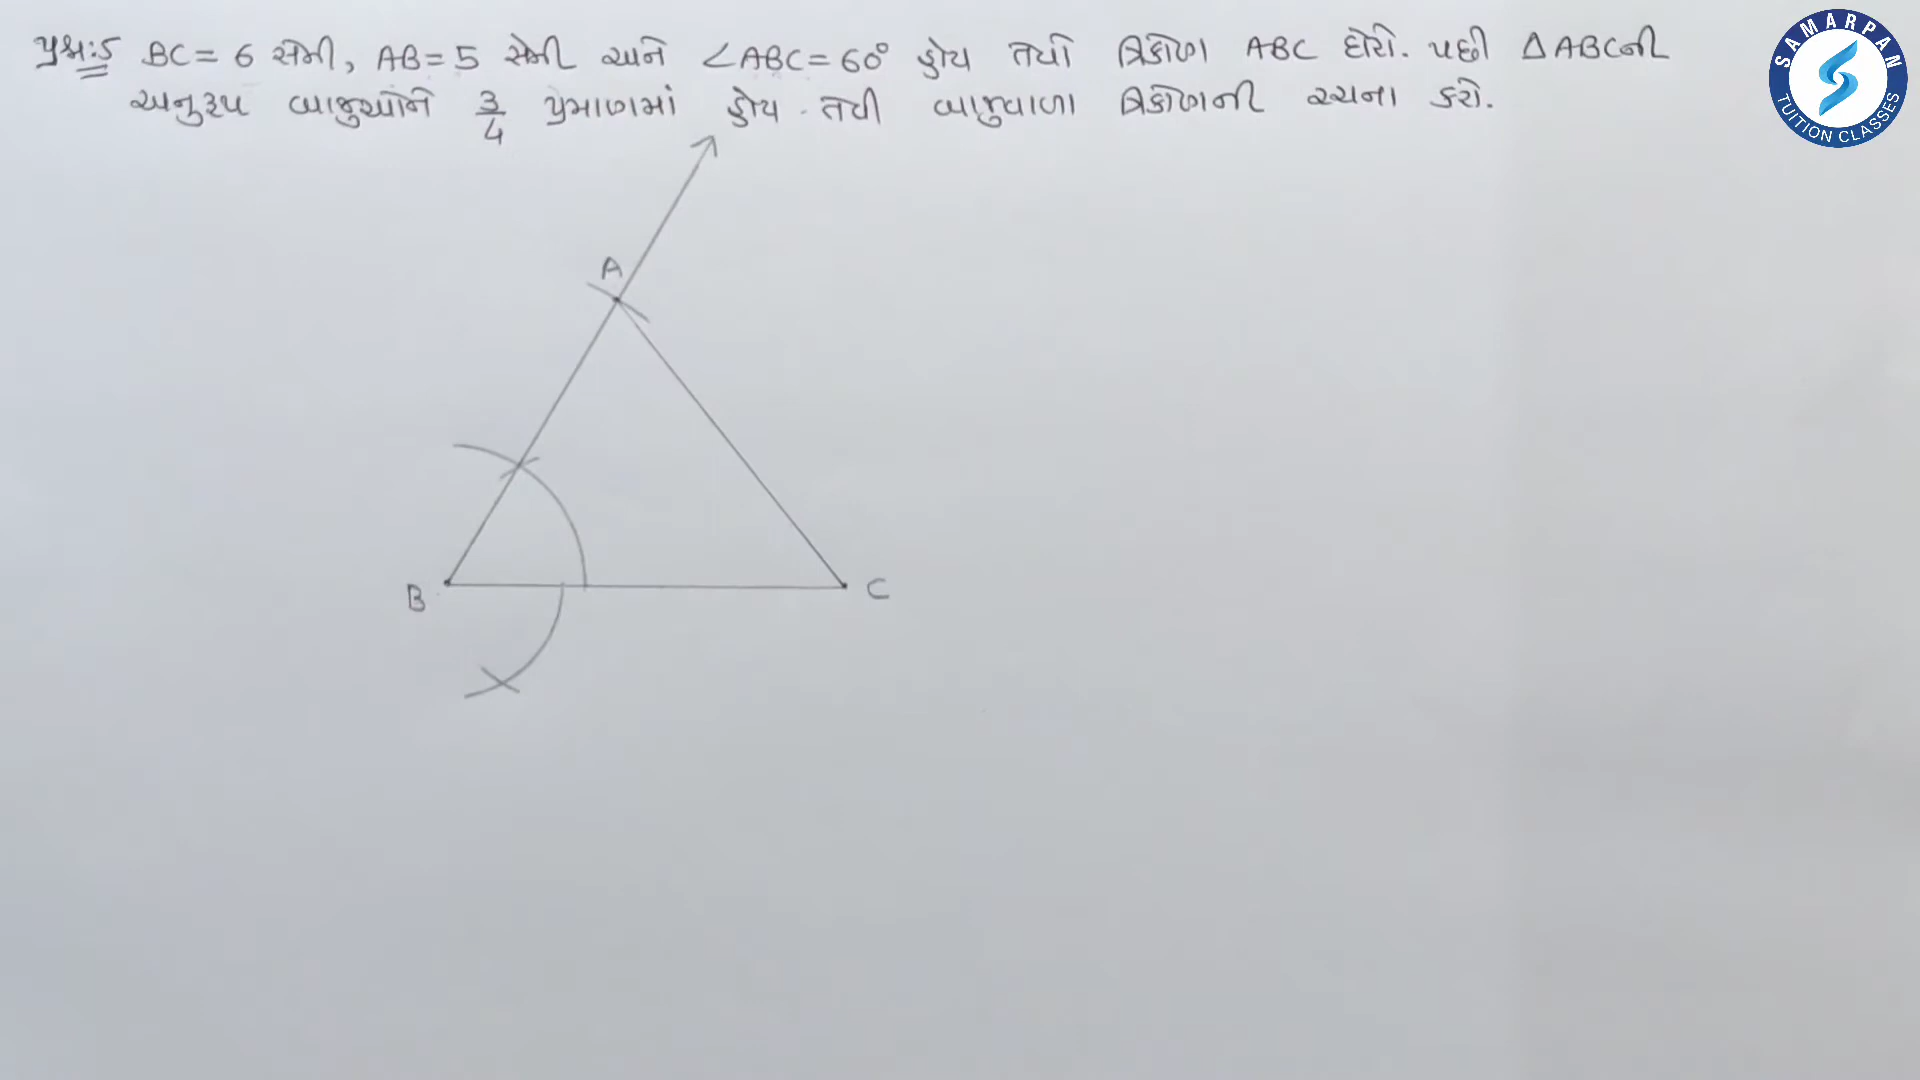 પ્રશ્ન:5 BC = 6 સેમી, AB = 5 સેમી અને ∠ABC = 60° હોય તેવો ત્રિકોણ ABC દોરો. પછી △ABCની
અનુરૂપ બાજુઓને 3/4 પ્રમાણમાં હોય તેવી બાજુવાળા ત્રિકોણની રચના કરો.
A
B
C
SAMARPAN
TUITION CLASSES